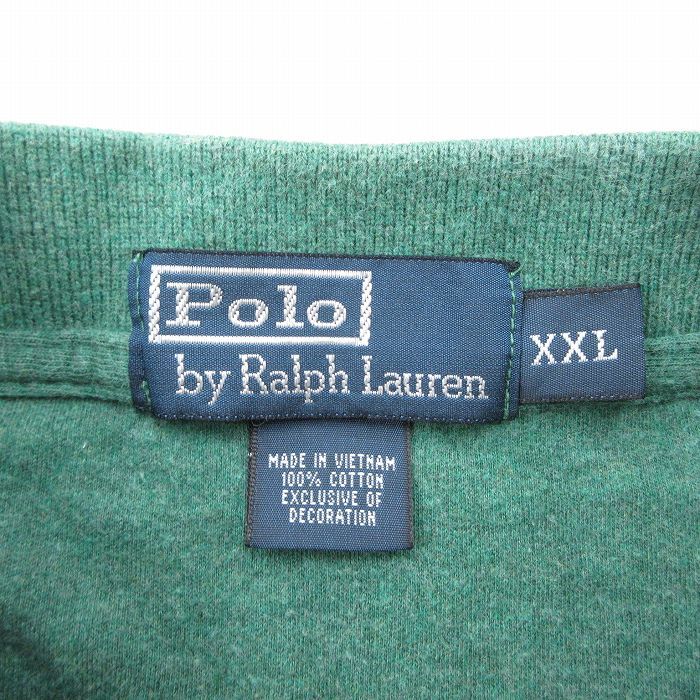 Polo
by Ralph Lauren
XXL
MADE IN VIETNAM
100% COTTON
EXCLUSIVE OF
DECORATION